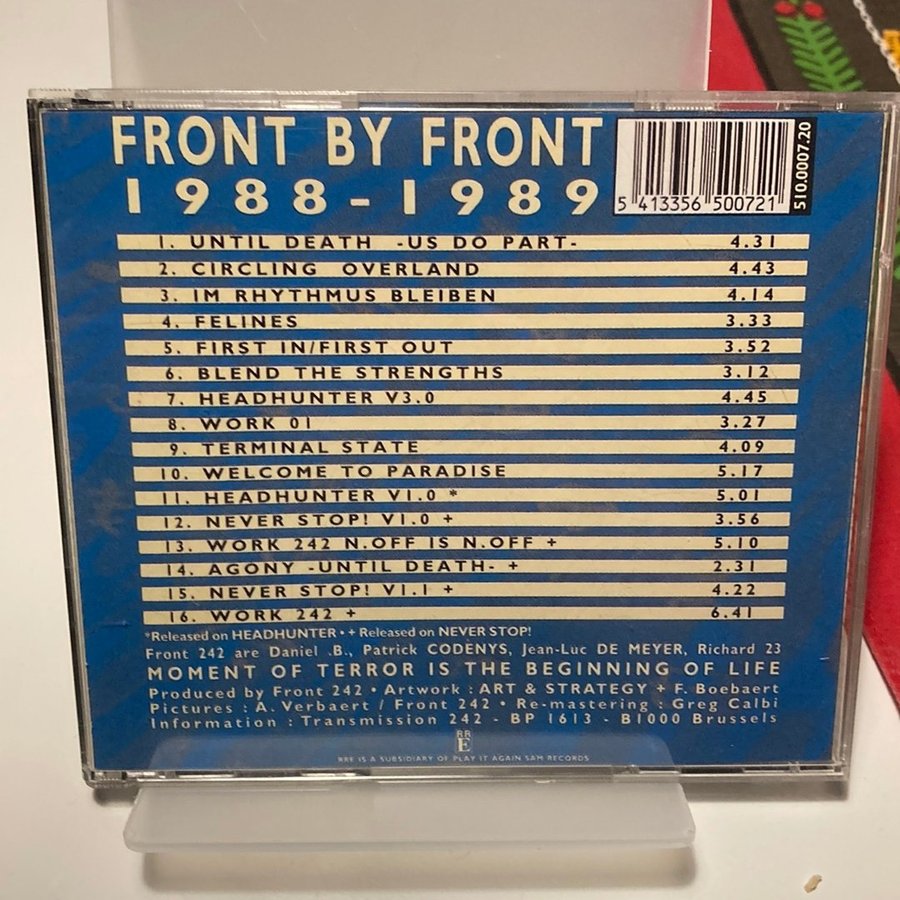 FRONT BY FRONT
1988-1989
5 413356 500721
510.0007.20
1. UNTIL DEATH -US DO PART- 4.31
2. CIRCLING OVERLAND 4.43
3. IM RHYTHMUS BLEIBEN 4.14
4. FELINES 3.33
5. FIRST IN/FIRST OUT 3.52
6. BLEND THE STRENGTHS 3.12
7. HEADHUNTER V3.0 4.45
8. WORK 01 3.27
9. TERMINAL STATE 4.09
10. WELCOME TO PARADISE 5.17
11. HEADHUNTER V1.0 * 5.01
12. NEVER STOP! V1.0 + 3.56
13. WORK 242 N.OFF IS N.OFF + 5.10
14. AGONY -UNTIL DEATH- + 2.31
15. NEVER STOP! V1.1 + 4.22
16. WORK 242 + 6.41
*Released on HEADHUNTER • + Released on NEVER STOP!
Front 242 are Daniel .B., Patrick CODENYS, Jean-Luc DE MEYER, Richard 23
MOMENT OF TERROR IS THE BEGINNING OF LIFE
Produced by Front 242 • Artwork : ART & STRATEGY + F. Boebaert
Pictures : A. Verbaert / Front 242 • Re-mastering : Greg Calbi
Information : Transmission 242 - BP 1613 - B1000 Brussels
RR
E
RRE IS A SUBSIDIARY OF PLAY IT AGAIN SAM RECORDS